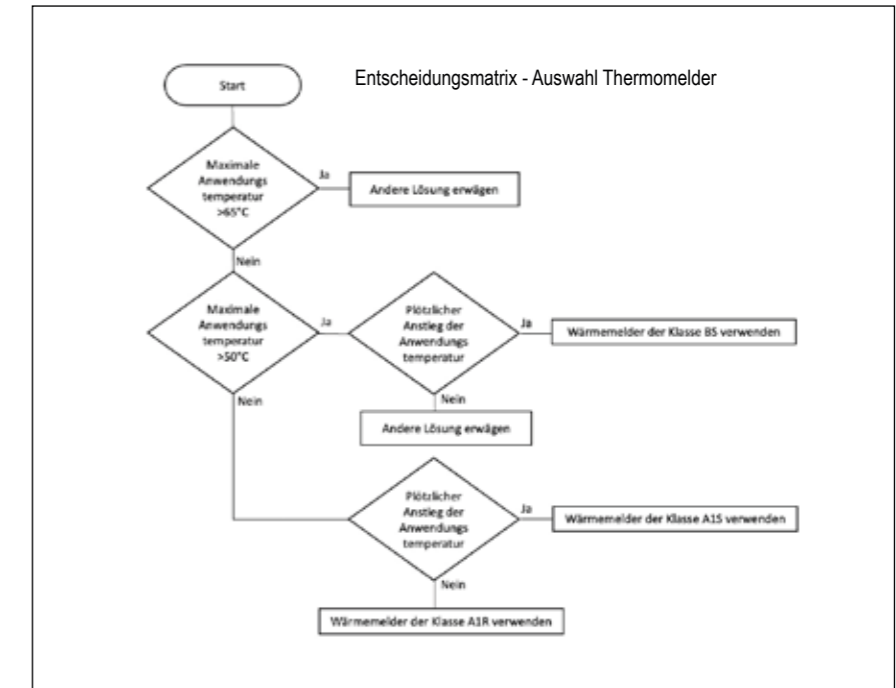 Entscheidungsmatrix - Auswahl Thermomelder
Start
Maximale
Anwendungs
temperatur
>65°C
Ja
Andere Lösung erwägen
Nein
Maximale
Anwendungs
temperatur
>50°C
Ja
Plötzlicher
Anstieg der
Anwendungs
temperatur
Ja
Wärmemelder der Klasse BS verwenden
Nein
Nein
Andere Lösung erwägen
Plötzlicher
Anstieg der
Anwendungs
temperatur
Ja
Wärmemelder der Klasse A1S verwenden
Nein
Wärmemelder der Klasse A1R verwenden